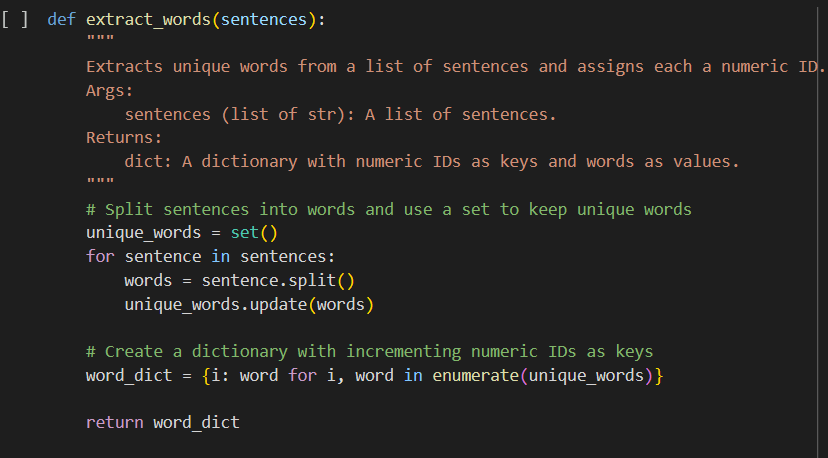 [ ] def extract_words(sentences):
"""
Extracts unique words from a list of sentences and assigns each a numeric ID.
Args:
sentences (list of str): A list of sentences.
Returns:
dict: A dictionary with numeric IDs as keys and words as values.
"""
# Split sentences into words and use a set to keep unique words
unique_words = set()
for sentence in sentences:
words = sentence.split()
unique_words.update(words)
# Create a dictionary with incrementing numeric IDs as keys
word_dict = {i: word for i, word in enumerate(unique_words)}
return word_dict